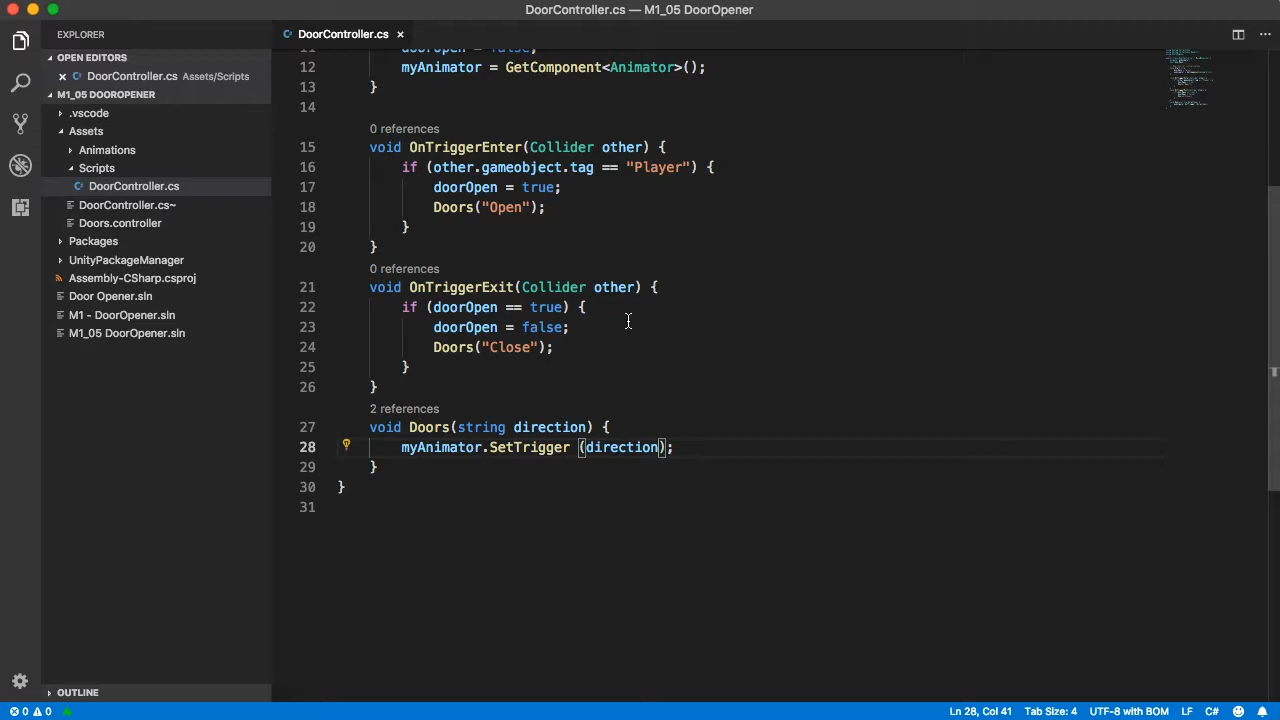 DoorController.cs — M1_05 DoorOpener
EXPLORER
OPEN EDITORS
DoorController.cs Assets/Scripts
M1_05 DOOROPENER
.vscode
Assets
Animations
Scripts
DoorController.cs
DoorController.cs~
Doors.controller
Packages
UnityPackageManager
Assembly-CSharp.csproj
Door Opener.sln
M1 - DoorOpener.sln
M1_05 DoorOpener.sln
OUTLINE
DoorController.cs
11 doorOpen = false;
12 myAnimator = GetComponent<Animator>();
13 }
14
0 references
15 void OnTriggerEnter(Collider other) {
16 if (other.gameobject.tag == "Player") {
17 doorOpen = true;
18 Doors("Open");
19 }
20 }
0 references
21 void OnTriggerExit(Collider other) {
22 if (doorOpen == true) {
23 doorOpen = false;
24 Doors("Close");
25 }
26 }
2 references
27 void Doors(string direction) {
28 myAnimator.SetTrigger (direction);
29 }
30 }
31
0 0
Ln 28, Col 41 Tab Size: 4 UTF-8 with BOM LF C#